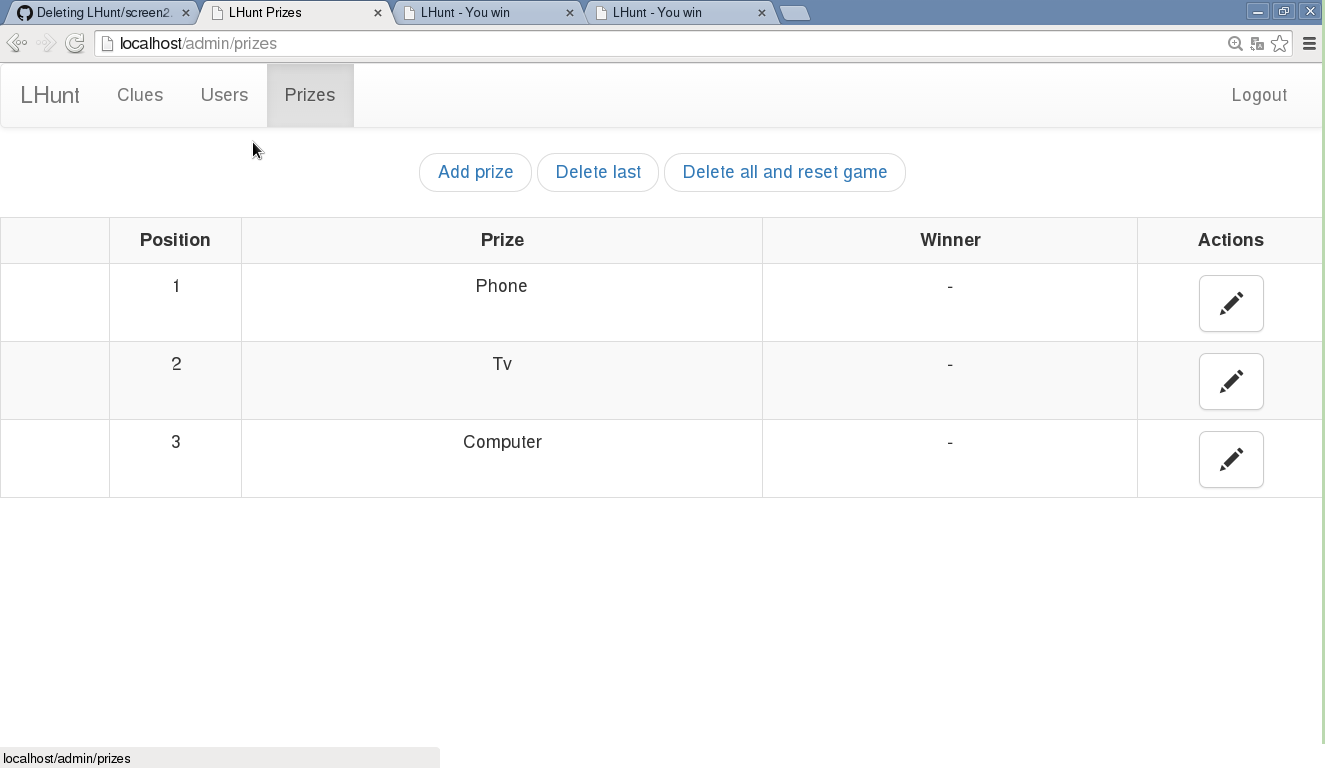 Deleting LHunt/screen2. LHunt Prizes LHunt - You win LHunt - You win
localhost/admin/prizes
LHunt Clues Users Prizes Logout
Add prize Delete last Delete all and reset game
Position Prize Winner Actions
1 Phone -
2 Tv -
3 Computer -
localhost/admin/prizes